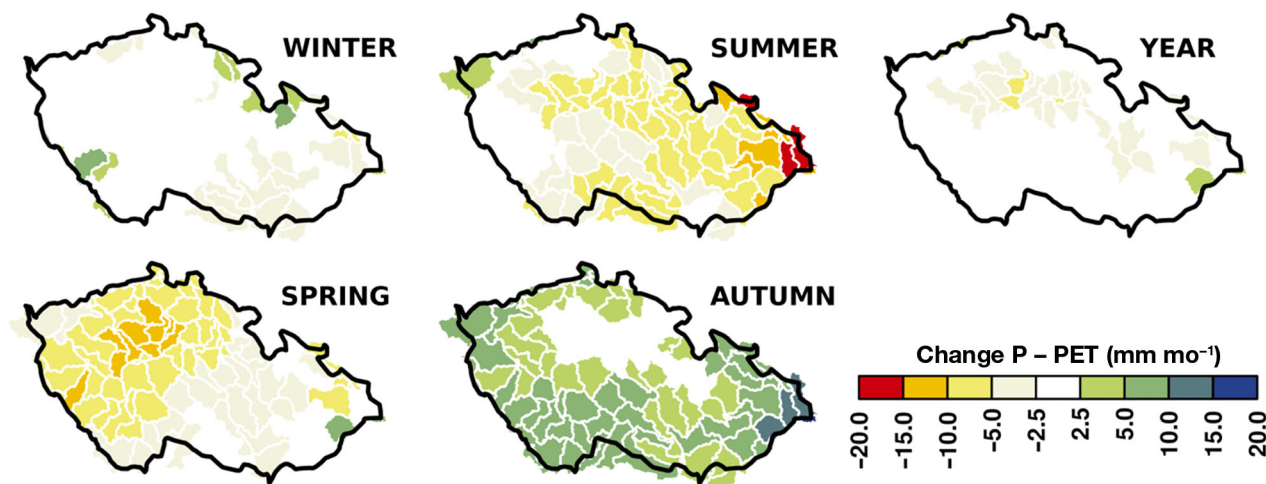 WINTER
SUMMER
YEAR
SPRING
AUTUMN
Change P – PET (mm mo⁻¹)
−20.0
−15.0
−10.0
−5.0
−2.5
2.5
5.0
10.0
15.0
20.0